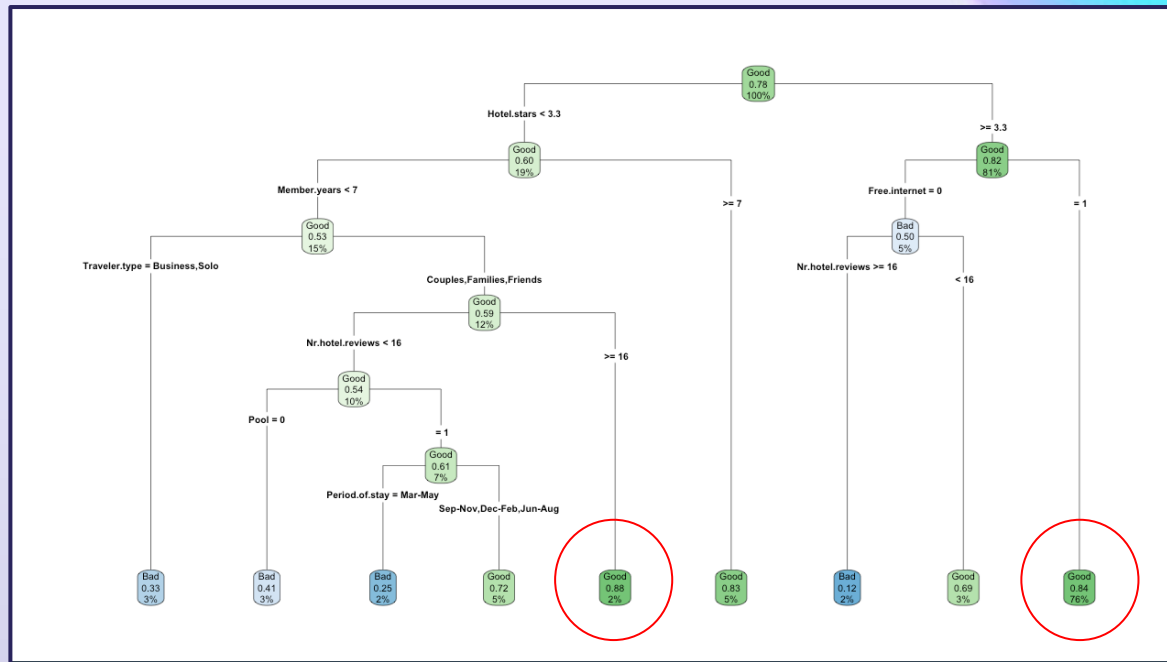 Good
0.78
100%
Hotel.stars < 3.3
>= 3.3
Good
0.60
19%
Good
0.82
81%
Member.years < 7
>= 7
Free.internet = 0
= 1
Good
0.53
15%
Bad
0.50
5%
Traveler.type = Business,Solo
Couples,Families,Friends
Nr.hotel.reviews >= 16
< 16
Good
0.59
12%
Nr.hotel.reviews < 16
>= 16
Good
0.54
10%
Pool = 0
= 1
Good
0.61
7%
Period.of.stay = Mar-May
Sep-Nov,Dec-Feb,Jun-Aug
Bad
0.33
3%
Bad
0.41
3%
Bad
0.25
2%
Good
0.72
5%
Good
0.88
2%
Good
0.83
5%
Bad
0.12
2%
Good
0.69
3%
Good
0.84
76%